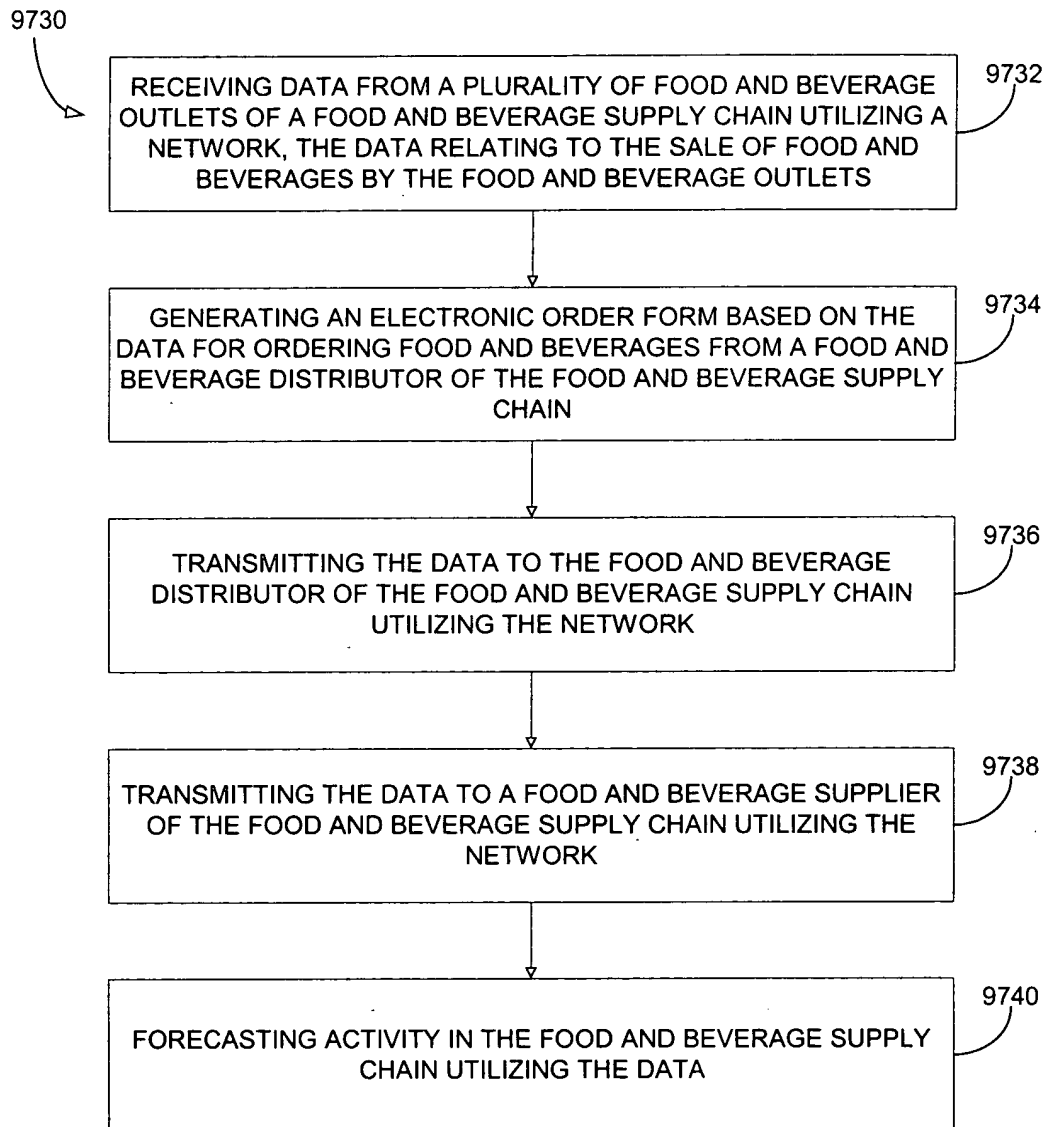 9730
RECEIVING DATA FROM A PLURALITY OF FOOD AND BEVERAGE
OUTLETS OF A FOOD AND BEVERAGE SUPPLY CHAIN UTILIZING A
NETWORK, THE DATA RELATING TO THE SALE OF FOOD AND
BEVERAGES BY THE FOOD AND BEVERAGE OUTLETS
9732
GENERATING AN ELECTRONIC ORDER FORM BASED ON THE
DATA FOR ORDERING FOOD AND BEVERAGES FROM A FOOD AND
BEVERAGE DISTRIBUTOR OF THE FOOD AND BEVERAGE SUPPLY
CHAIN
9734
TRANSMITTING THE DATA TO THE FOOD AND BEVERAGE
DISTRIBUTOR OF THE FOOD AND BEVERAGE SUPPLY CHAIN
UTILIZING THE NETWORK
9736
TRANSMITTING THE DATA TO A FOOD AND BEVERAGE SUPPLIER
OF THE FOOD AND BEVERAGE SUPPLY CHAIN UTILIZING THE
NETWORK
9738
FORECASTING ACTIVITY IN THE FOOD AND BEVERAGE SUPPLY
CHAIN UTILIZING THE DATA
9740